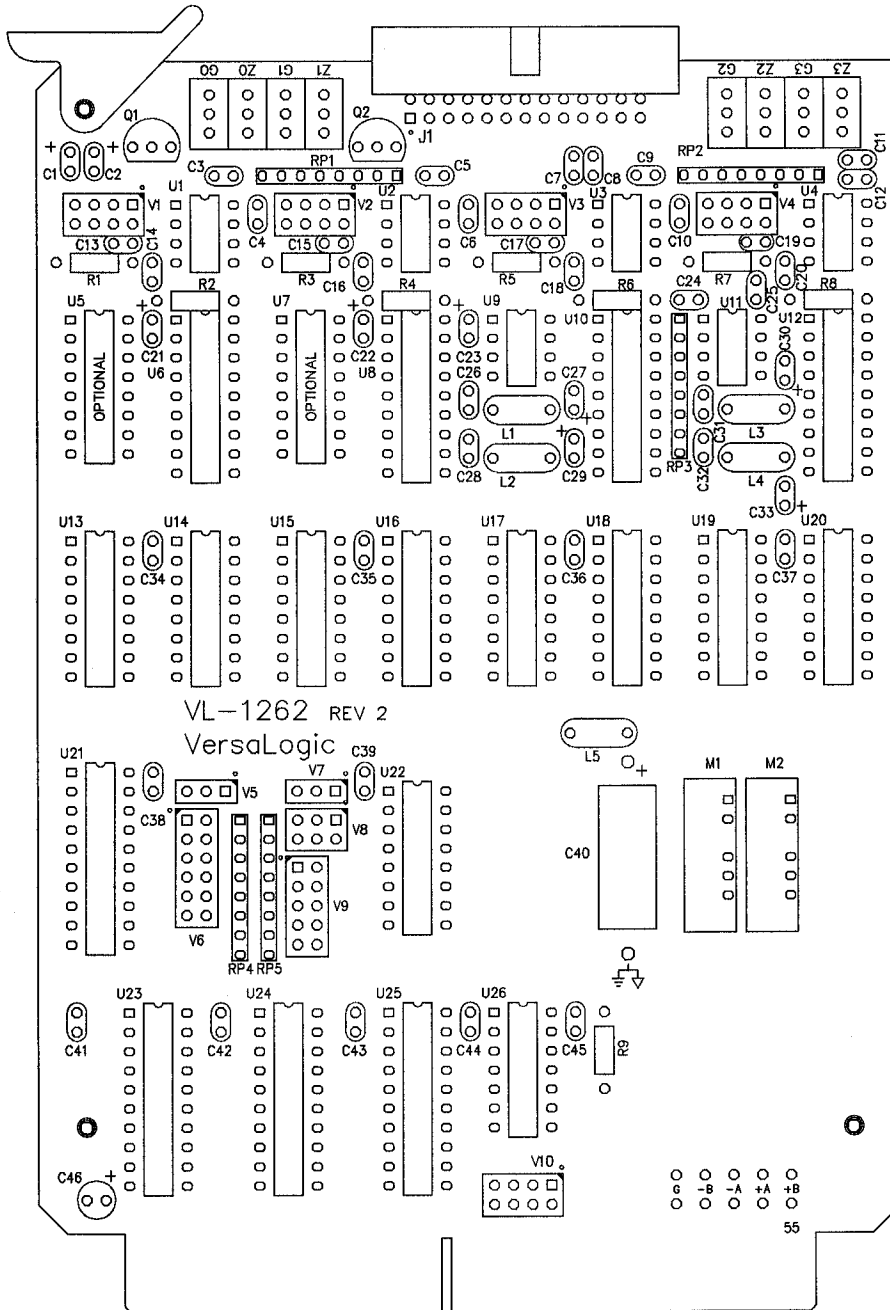 G0 Z0 G1 Z1
G2 Z2 G3 Z3
Q1 Q2 J1
C1 C2 C3 RP1 C5 C7 C8 C9 RP2 C11 C12
U1 U2 U3 U4
V1 V2 V3 V4
C4 C6 C10
C13 C14 C15 C17 C19 C20
R1 R3 R5 R7
C16 C18 C25
R2 R4 R6 C24 R8
U5 U7 U9 U10 U11 U12
C21 C22 C23 C30
U6 U8
OPTIONAL OPTIONAL
C26 C27
L1 C31 L3
C28 L2 C29 RP3 C32 L4
C33
U13 U14 U15 U16 U17 U18 U19 U20
C34 C35 C36 C37
VL-1262 REV 2
VersaLogic
U21 C39 L5
V5 V7 U22 M1 M2
C38 V8
C40
V6 V9
RP4 RP5
U23 U24 U25 U26
C41 C42 C43 C44 C45 R9
C46 V10
G -B -A +A +B
55